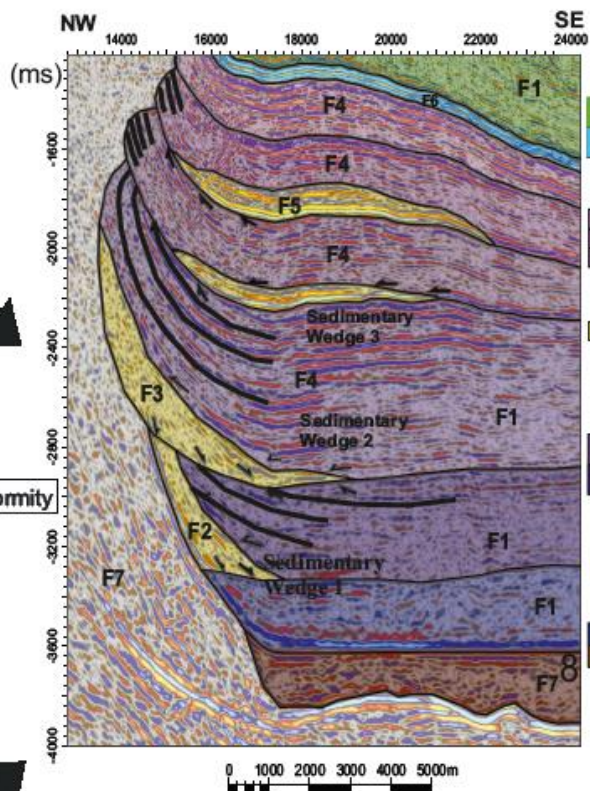 NW
SE
14000 16000 18000 20000 22000 24000
(ms)
F1
F6
F4
-1600
F4
F5
-2000
F4
Sedimentary
Wedge 3
-2400
F4
F3
F1
Sedimentary
Wedge 2
-2800
ormity
F2
-3200
F1
Sedimentary
Wedge 1
F7
F1
-3600
8
F7
-4000
0 1000 2000 3000 4000 5000m